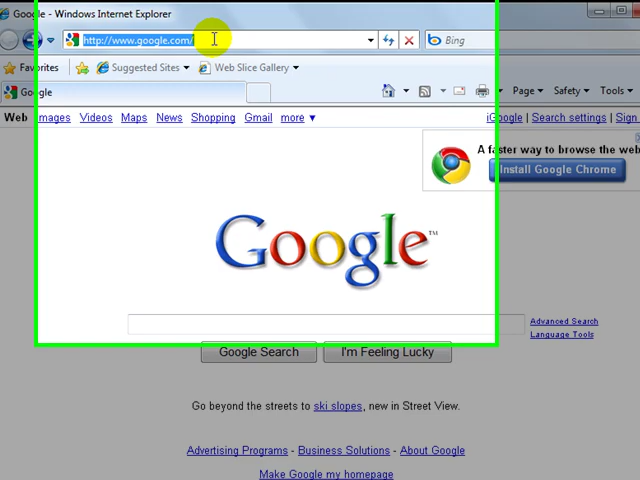 Google - Windows Internet Explorer
http://www.google.com/ Bing
Favorites Suggested Sites Web Slice Gallery
Google Page Safety Tools
Web Images Videos Maps News Shopping Gmail more ▼ iGoogle | Search settings | Sign
A faster way to browse the web
Install Google Chrome
Google™
Advanced Search
Language Tools
Google Search I'm Feeling Lucky
Go beyond the streets to ski slopes, new in Street View.
Advertising Programs - Business Solutions - About Google
Make Google my homepage